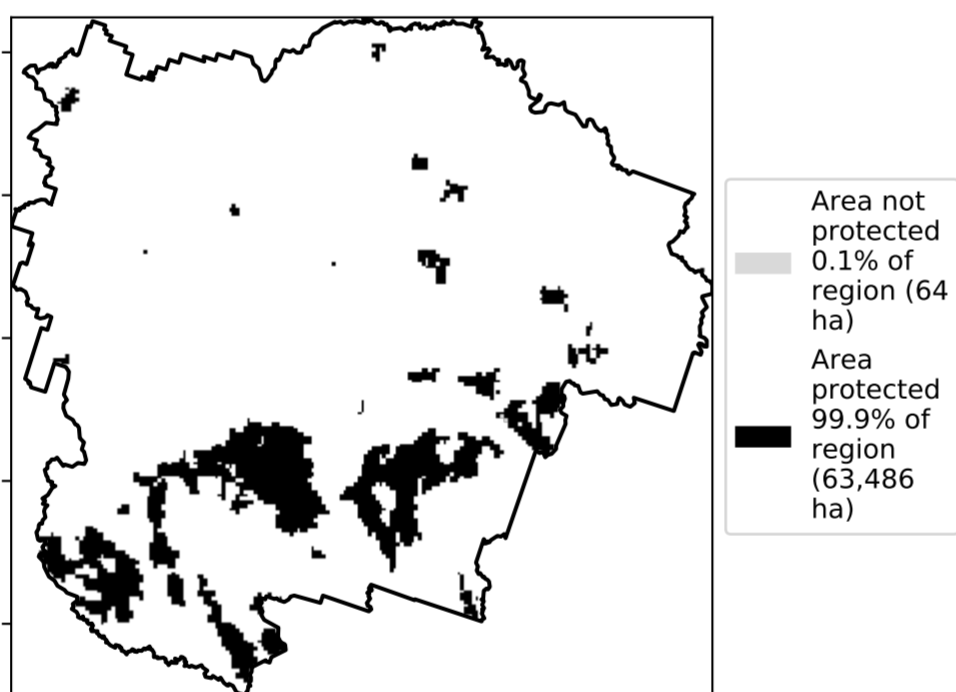 Area not
protected
0.1% of
region (64
ha)
Area
protected
99.9% of
region
(63,486
ha)